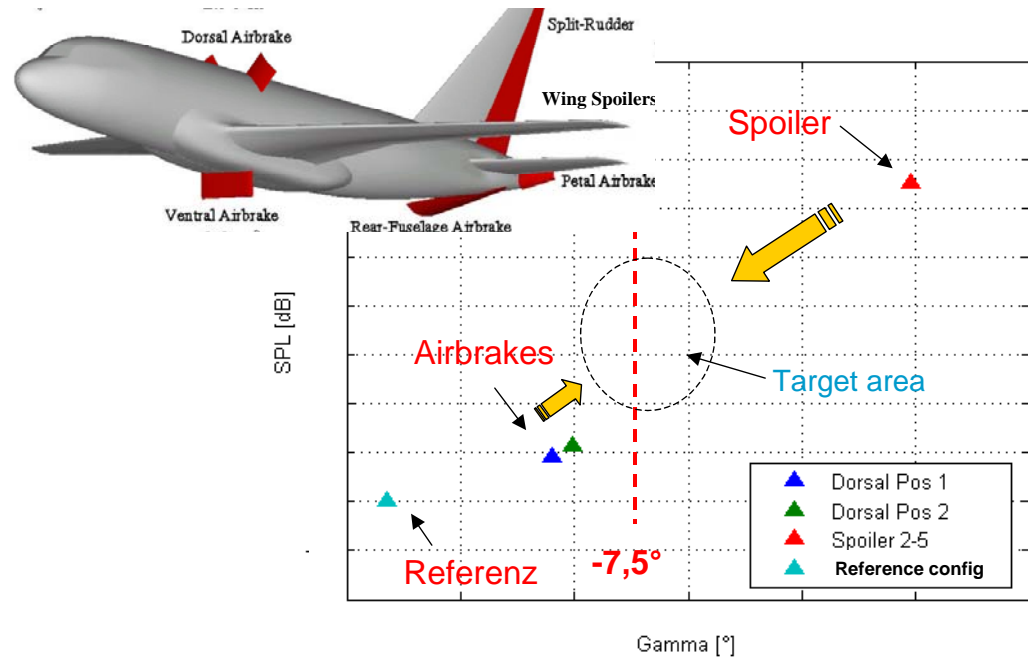 Split-Rudder
Dorsal Airbrake
Wing Spoilers
Petal Airbrake
Ventral Airbrake
Rear-Fuselage Airbrake
Spoiler
Airbrakes
Target area
Referenz
-7,5°
SPL [dB]
Gamma [°]
Dorsal Pos 1
Dorsal Pos 2
Spoiler 2-5
Reference config